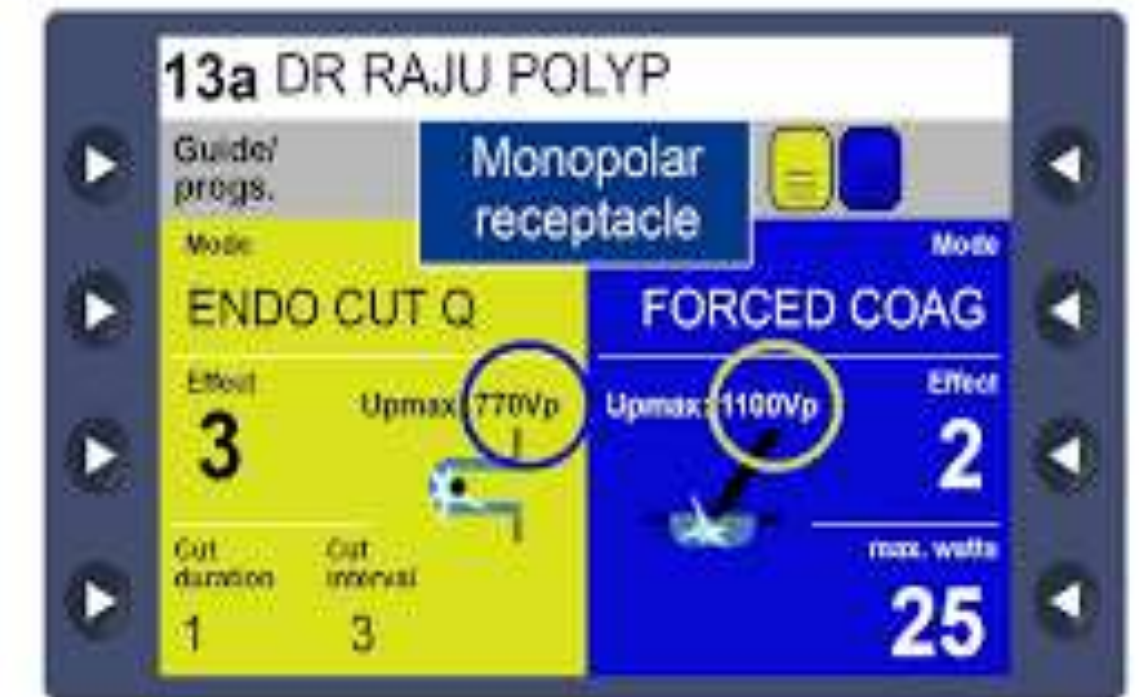 13a DR RAJU POLYP
Guide/
progs.
Monopolar
receptacle
Mode
Mode
ENDO CUT Q
FORCED COAG
Effect
3
Upmax: 770Vp
Upmax: 1100Vp
Effect
2
Cut
duration
1
Cut
interval
3
max. watts
25